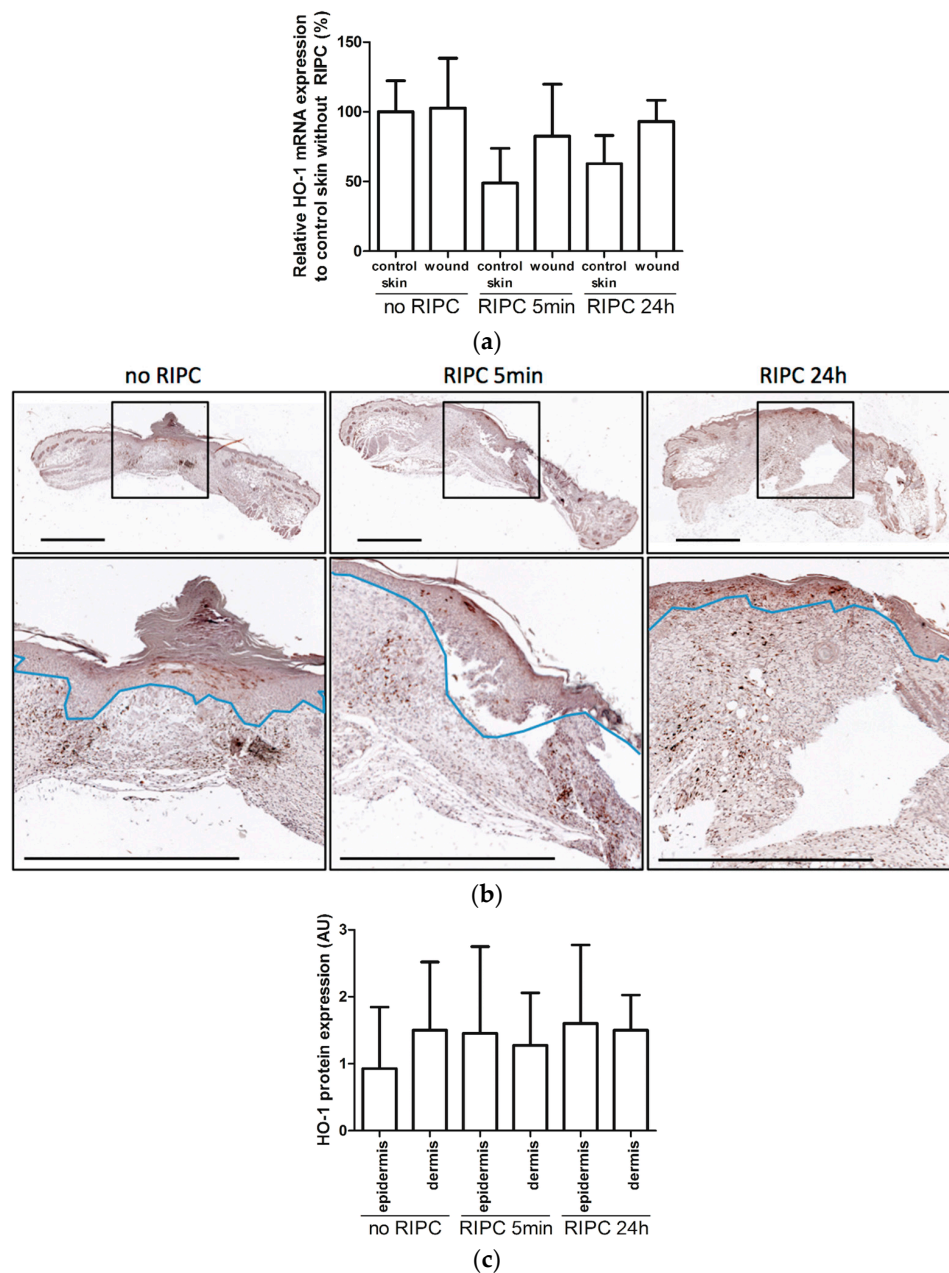 Relative HO-1 mRNA expression
to control skin without RIPC (%)
150
100
50
0
control skin
wound
control skin
wound
control skin
wound
no RIPC
RIPC 5min
RIPC 24h
(a)
no RIPC
RIPC 5min
RIPC 24h
(b)
HO-1 protein expression (AU)
3
2
1
0
epidermis
dermis
epidermis
dermis
epidermis
dermis
no RIPC
RIPC 5min
RIPC 24h
(c)